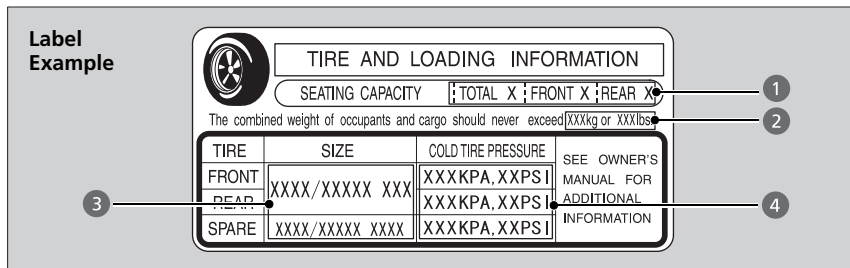 Label
Example
TIRE AND LOADING INFORMATION
SEATING CAPACITY TOTAL X FRONT X REAR X
1
The combined weight of occupants and cargo should never exceed XXXkg or XXXlbs
2
TIRE SIZE COLD TIRE PRESSURE
SEE OWNER'S
MANUAL FOR
ADDITIONAL
INFORMATION
FRONT XXXX/XXXXX XXX XXXKPA,XXPSI
REAR XXXKPA,XXPSI
3
4
SPARE XXXX/XXXXX XXXX XXXKPA,XXPSI